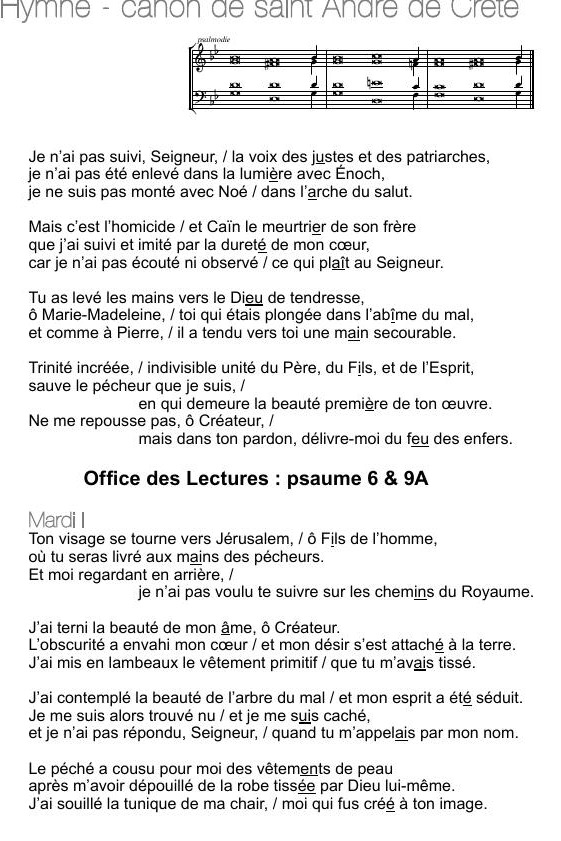 Hymne - canon de saint André de Crète
psalmodie
Je n'ai pas suivi, Seigneur, / la voix des justes et des patriarches,
je n'ai pas été enlevé dans la lumière avec Énoch,
je ne suis pas monté avec Noé / dans l'arche du salut.
Mais c'est l'homicide / et Caïn le meurtrier de son frère
que j'ai suivi et imité par la dureté de mon cœur,
car je n'ai pas écouté ni observé / ce qui plaît au Seigneur.
Tu as levé les mains vers le Dieu de tendresse,
ô Marie-Madeleine, / toi qui étais plongée dans l'abîme du mal,
et comme à Pierre, / il a tendu vers toi une main secourable.
Trinité incréée, / indivisible unité du Père, du Fils, et de l'Esprit,
sauve le pécheur que je suis, /
en qui demeure la beauté première de ton œuvre.
Ne me repousse pas, ô Créateur, /
mais dans ton pardon, délivre-moi du feu des enfers.
Office des Lectures : psaume 6 & 9A
Mardi I
Ton visage se tourne vers Jérusalem, / ô Fils de l'homme,
où tu seras livré aux mains des pécheurs.
Et moi regardant en arrière, /
je n'ai pas voulu te suivre sur les chemins du Royaume.
J'ai terni la beauté de mon âme, ô Créateur.
L'obscurité a envahi mon cœur / et mon désir s'est attaché à la terre.
J'ai mis en lambeaux le vêtement primitif / que tu m'avais tissé.
J'ai contemplé la beauté de l'arbre du mal / et mon esprit a été séduit.
Je me suis alors trouvé nu / et je me suis caché,
et je n'ai pas répondu, Seigneur, / quand tu m'appelais par mon nom.
Le péché a cousu pour moi des vêtements de peau
après m'avoir dépouillé de la robe tissée par Dieu lui-même.
J'ai souillé la tunique de ma chair, / moi qui fus créé à ton image.